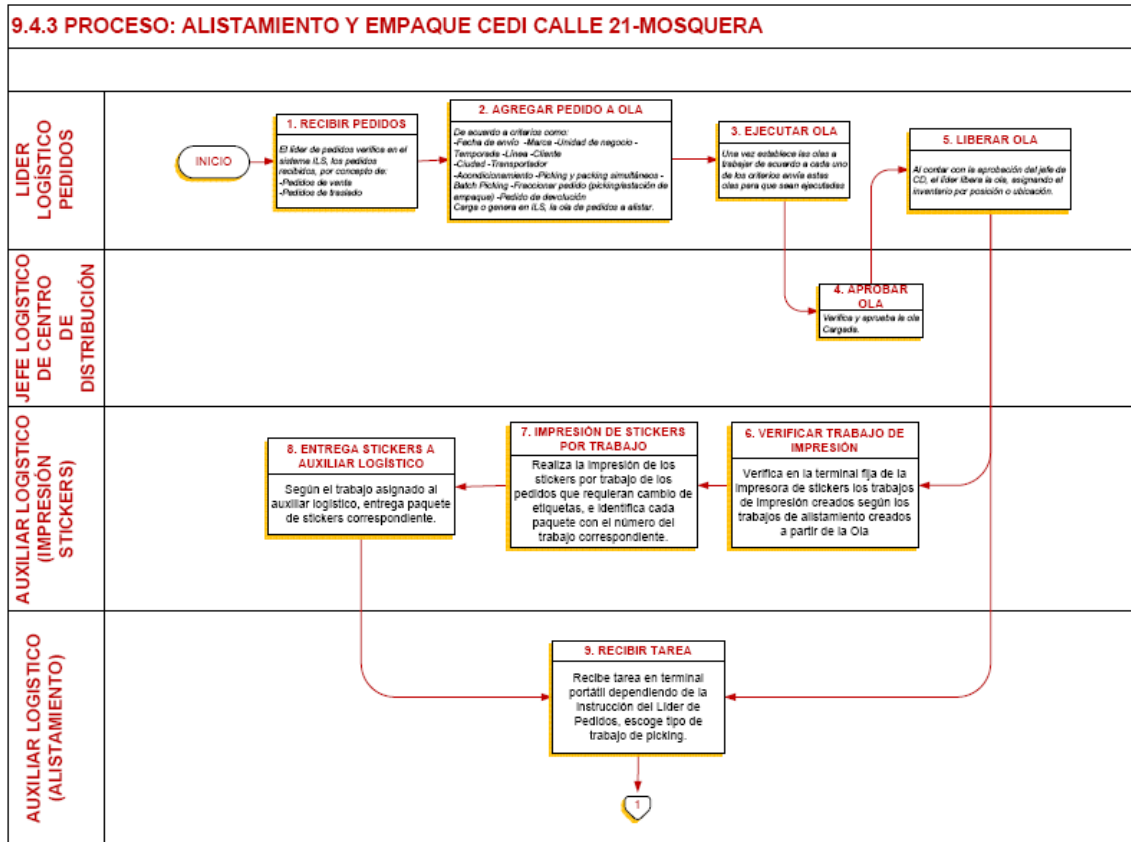 9.4.3 PROCESO: ALISTAMIENTO Y EMPAQUE CEDI CALLE 21-MOSQUERA
LIDER
LOGÍSTICO
PEDIDOS
INICIO
1. RECIBIR PEDIDOS
El líder de pedidos verifica en el
sistema ILS, los pedidos
recibidos, por concepto de:
-Pedidos de venta
-Pedidos de traslado
2. AGREGAR PEDIDO A OLA
De acuerdo a criterios como:
-Fecha de envío -Marca -Unidad de negocio -
Temporada -Línea -Cliente
-Ciudad -Transportador
-Acondicionamiento -Picking y packing simultáneos -
Batch Picking -Fraccionar pedido (picking/estación de
empaque) -Pedido de devolución
Carga o genera en ILS, la ola de pedidos a alistar.
3. EJECUTAR OLA
Una vez establece las olas a
trabajar de acuerdo a cada uno
de los criterios envía estas
olas para que sean ejecutadas
5. LIBERAR OLA
Al contar con la aprobación del jefe de
CD, el líder libera la ola, asignando el
inventario por posición o ubicación.
JEFE LOGISTICO
DE CENTRO
DE
DISTRIBUCIÓN
4. APROBAR
OLA
Verifica y aprueba la ola
Cargada.
AUXILIAR LOGISTICO
(IMPRESIÓN
STICKERS)
8. ENTREGA STICKERS A
AUXILIAR LOGÍSTICO
Según el trabajo asignado al
auxiliar logístico, entrega paquete
de stickers correspondiente.
7. IMPRESIÓN DE STICKERS
POR TRABAJO
Realiza la impresión de los
stickers por trabajo de los
pedidos que requieran cambio de
etiquetas, e identifica cada
paquete con el número del
trabajo correspondiente.
6. VERIFICAR TRABAJO DE
IMPRESIÓN
Verifica en la terminal fija de la
impresora de stickers los trabajos
de impresión creados según los
trabajos de alistamiento creados
a partir de la Ola
AUXILIAR LOGISTICO
(ALISTAMIENTO)
9. RECIBIR TAREA
Recibe tarea en terminal
portátil dependiendo de la
instrucción del Líder de
Pedidos, escoge tipo de
trabajo de picking.
1